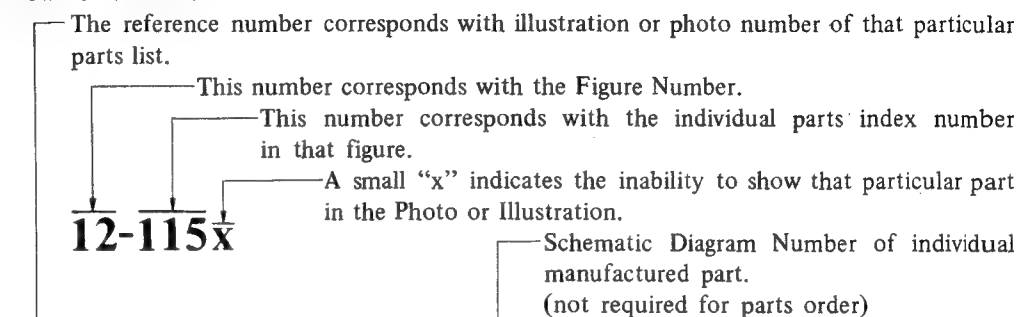 The reference number corresponds with illustration or photo number of that particular
parts list.
This number corresponds with the Figure Number.
This number corresponds with the individual parts index number
in that figure.
A small “x” indicates the inability to show that particular part
in the Photo or Illustration.
12-115x
Schematic Diagram Number of individual
manufactured part.
(not required for parts order)